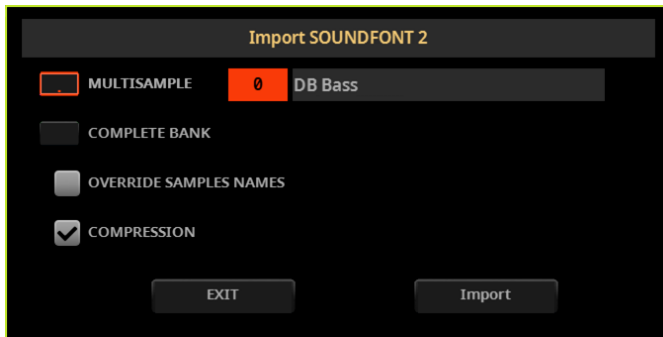 Import SOUNDFONT 2
MULTISAMPLE 0 DB Bass
COMPLETE BANK
OVERRIDE SAMPLES NAMES
COMPRESSION
EXIT Import